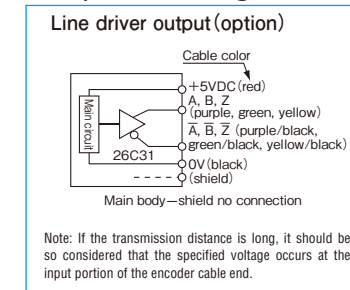 Line driver output (option)
Cable color
+5VDC (red)
A, B, Z
(purple, green, yellow)
A̅, B̅, Z̅ (purple/black,
green/black, yellow/black)
Main circuit
26C31
0V (black)
(shield)
Main body—shield no connection
Note: If the transmission distance is long, it should be
so considered that the specified voltage occurs at the
input portion of the encoder cable end.